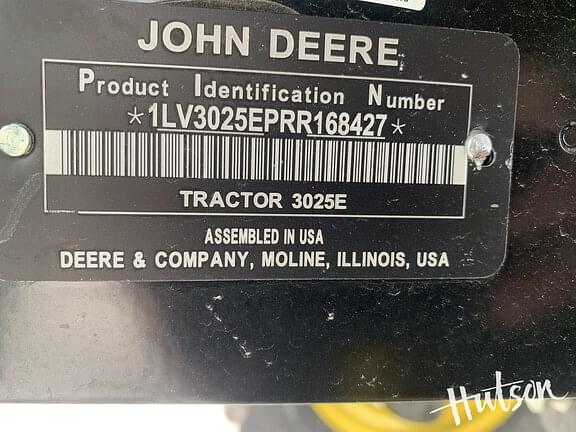 JOHN DEERE
Product Identification Number
*1LV3025EPRR168427*
TRACTOR 3025E
ASSEMBLED IN USA
DEERE & COMPANY, MOLINE, ILLINOIS, USA
Hutson